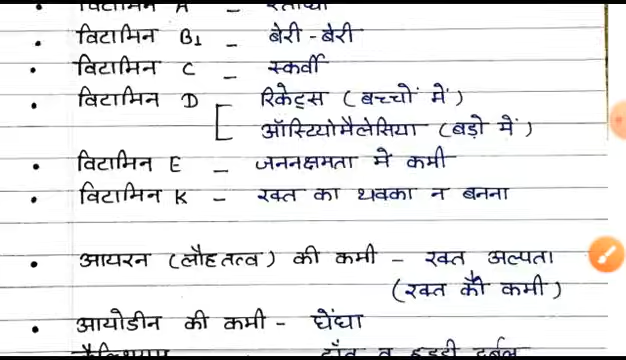 विटामिन A – रतौंधी
• विटामिन B1 – बेरी-बेरी
• विटामिन C – स्कर्वी
• विटामिन D [ रिकेट्स (बच्चों में)
ऑस्टियोमैलेसिया (बड़ो में)
• विटामिन E – जननक्षमता में कमी
• विटामिन K – रक्त का थक्का न बनना
• आयरन (लौहतत्व) की कमी – रक्त अल्पता
(रक्त की कमी)
• आयोडीन की कमी – घेंघा